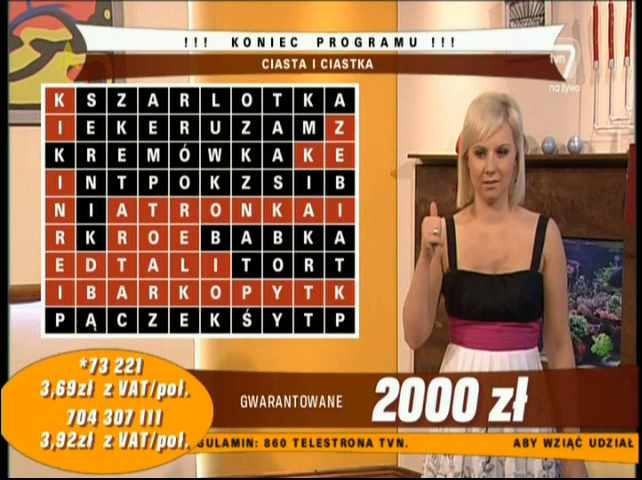 !!! KONIEC PROGRAMU !!!
CIASTA I CIASTKA
tvn 7
na żywo
K S Z A R L O T K A
I E K E R U Z A M Z
K R E M Ó W K A K E
I N T P O K Z S I B
N I A T R O N K A I
R K R O E B A B K A
E D T A L I T O R T
I B A R K O P Y T K
P Ą C Z E K Ś Y T P
*73 221
3,69zł z VAT/poł.
704 307 111
3,92zł z VAT/poł.
GWARANTOWANE 2000 zł
GULAMIN: 860 TELESTRONA TVN. ABY WZIĄĆ UDZIAŁ